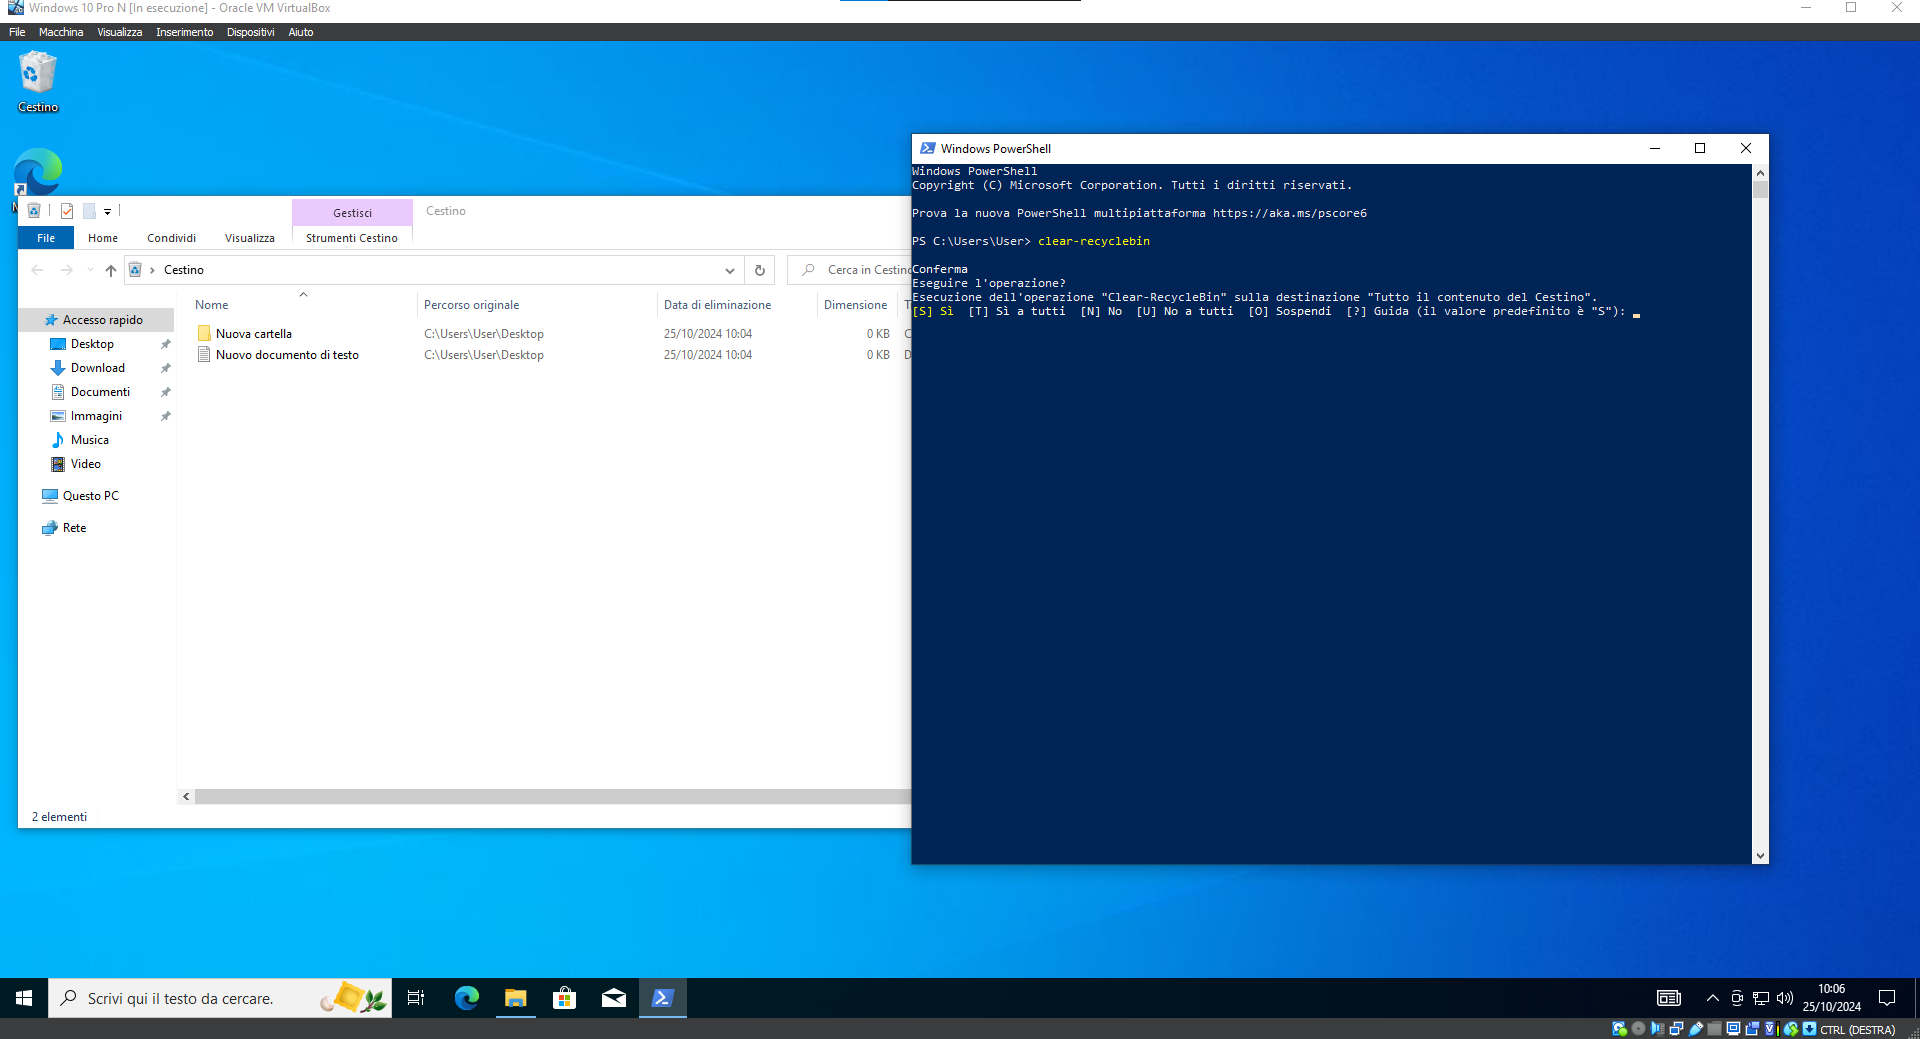 Windows 10 Pro N [In esecuzione] - Oracle VM VirtualBox
File Macchina Visualizza Inserimento Dispositivi Aiuto
Cestino
Gestisci Cestino
File Home Condividi Visualizza Strumenti Cestino
Cestino Cerca in Cestino
Nome Percorso originale Data di eliminazione Dimensione
Accesso rapido
Desktop
Download
Documenti
Immagini
Musica
Video
Questo PC
Rete
Nuova cartella C:\Users\User\Desktop 25/10/2024 10:04 0 KB
Nuovo documento di testo C:\Users\User\Desktop 25/10/2024 10:04 0 KB
2 elementi
Windows PowerShell
Windows PowerShell
Copyright (C) Microsoft Corporation. Tutti i diritti riservati.
Prova la nuova PowerShell multipiattaforma https://aka.ms/pscore6
PS C:\Users\User> clear-recyclebin
Conferma
Eseguire l'operazione?
Esecuzione dell'operazione "Clear-RecycleBin" sulla destinazione "Tutto il contenuto del Cestino".
[S] Sì [T] Sì a tutti [N] No [U] No a tutti [O] Sospendi [?] Guida (il valore predefinito è "S"):
Scrivi qui il testo da cercare.
10:06
25/10/2024
CTRL (DESTRA)